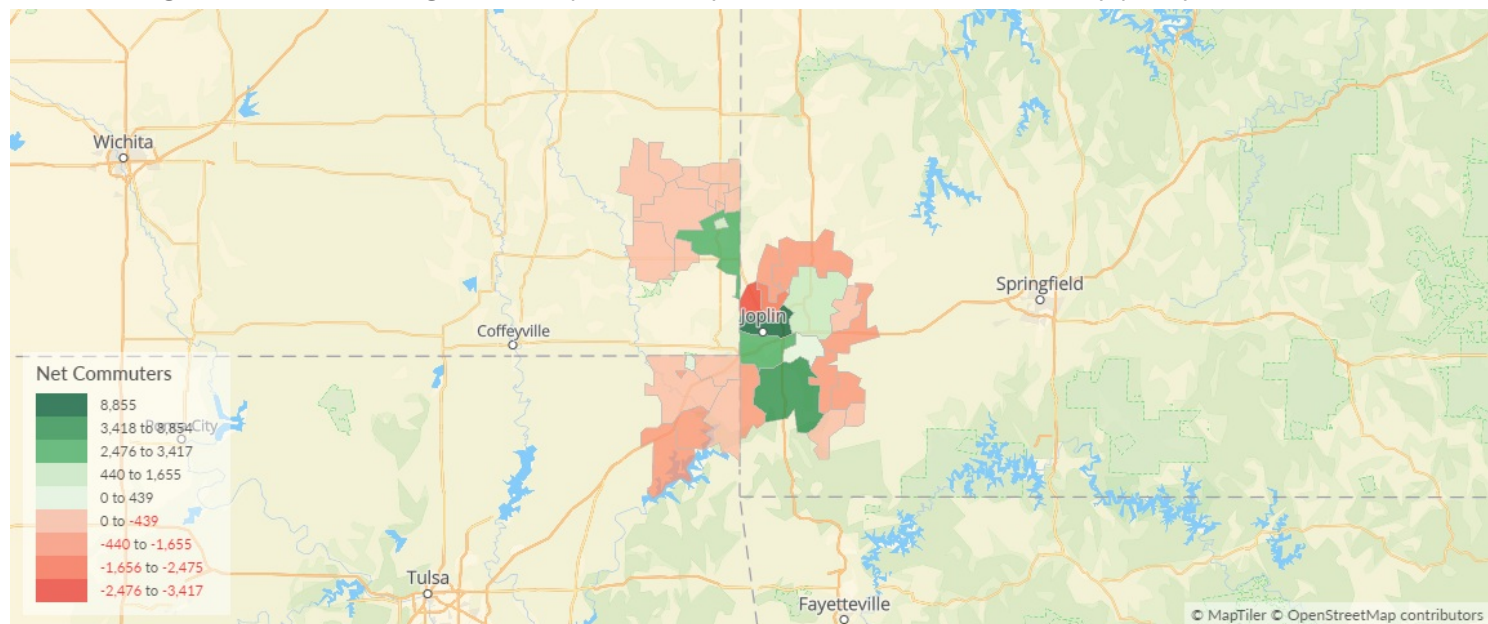 Wichita
Springfield
Joplin
Coffeyville
Net Commuters
8,855
3,418 to 8,854
2,476 to 3,417
440 to 1,655
0 to 439
0 to -439
-440 to -1,655
-1,656 to -2,475
-2,476 to -3,417
City
Tulsa
Fayetteville
© MapTiler © OpenStreetMap contributors